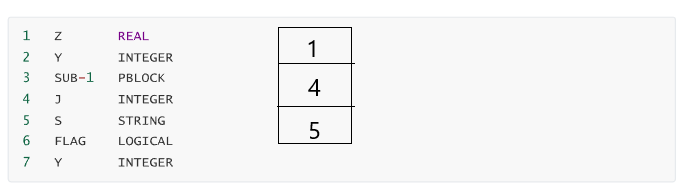 1 Z REAL
2 Y INTEGER
3 SUB-1 PBLOCK
4 J INTEGER
5 S STRING
6 FLAG LOGICAL
7 Y INTEGER
1
4
5